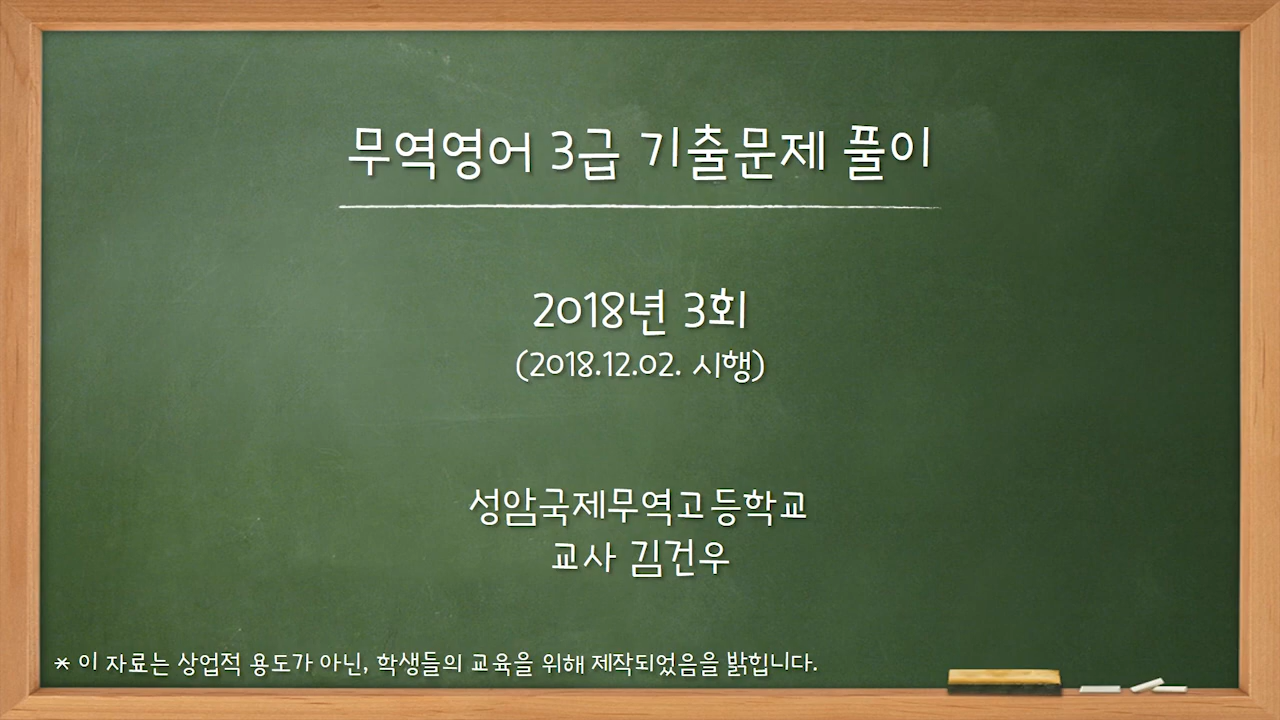 무역영어 3급 기출문제 풀이
2018년 3회
(2018.12.02. 시행)
성암국제무역고등학교
교사 김건우
* 이 자료는 상업적 용도가 아닌, 학생들의 교육을 위해 제작되었음을 밝힙니다.